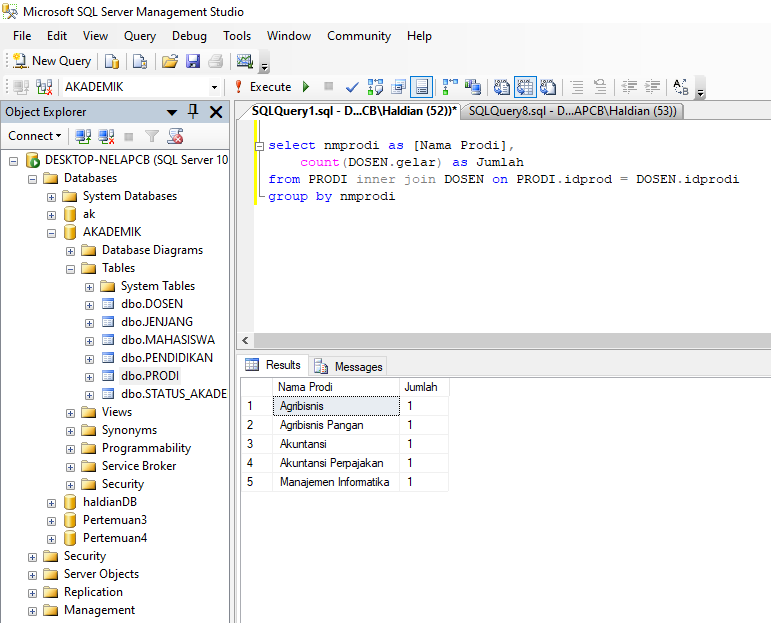 Microsoft SQL Server Management Studio
File Edit View Query Debug Tools Window Community Help
New Query
AKADEMIK Execute
Object Explorer
Connect
DESKTOP-NELAPCB (SQL Server 10
Databases
System Databases
ak
AKADEMIK
Database Diagrams
Tables
System Tables
dbo.DOSEN
dbo.JENJANG
dbo.MAHASISWA
dbo.PENDIDIKAN
dbo.PRODI
dbo.STATUS_AKADE
Views
Synonyms
Programmability
Service Broker
Security
haldianDB
Pertemuan3
Pertemuan4
Security
Server Objects
Replication
Management
SQLQuery1.sql - D...CB\Haldian (52))* SQLQuery8.sql - D...APCB\Haldian (53))
select nmprodi as [Nama Prodi],
count(DOSEN.gelar) as Jumlah
from PRODI inner join DOSEN on PRODI.idprod = DOSEN.idprodi
group by nmprodi
Results Messages
Nama Prodi Jumlah
1 Agribisnis 1
2 Agribisnis Pangan 1
3 Akuntansi 1
4 Akuntansi Perpajakan 1
5 Manajemen Informatika 1